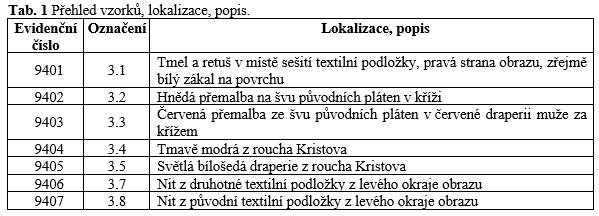 Tab. 1 Přehled vzorků, lokalizace, popis.
Evidenční číslo Označení Lokalizace, popis
9401 3.1 Tmel a retuš v místě sešití textilní podložky, pravá strana obrazu, zřejmě
bílý zákal na povrchu
9402 3.2 Hnědá přemalba na švu původních pláten v kříži
9403 3.3 Červená přemalba ze švu původních pláten v červené draperii muže za
křížem
9404 3.4 Tmavě modrá z roucha Kristova
9405 3.5 Světlá bílošedá draperie z roucha Kristova
9406 3.7 Nit z druhotné textilní podložky z levého okraje obrazu
9407 3.8 Nit z původní textilní podložky z levého okraje obrazu